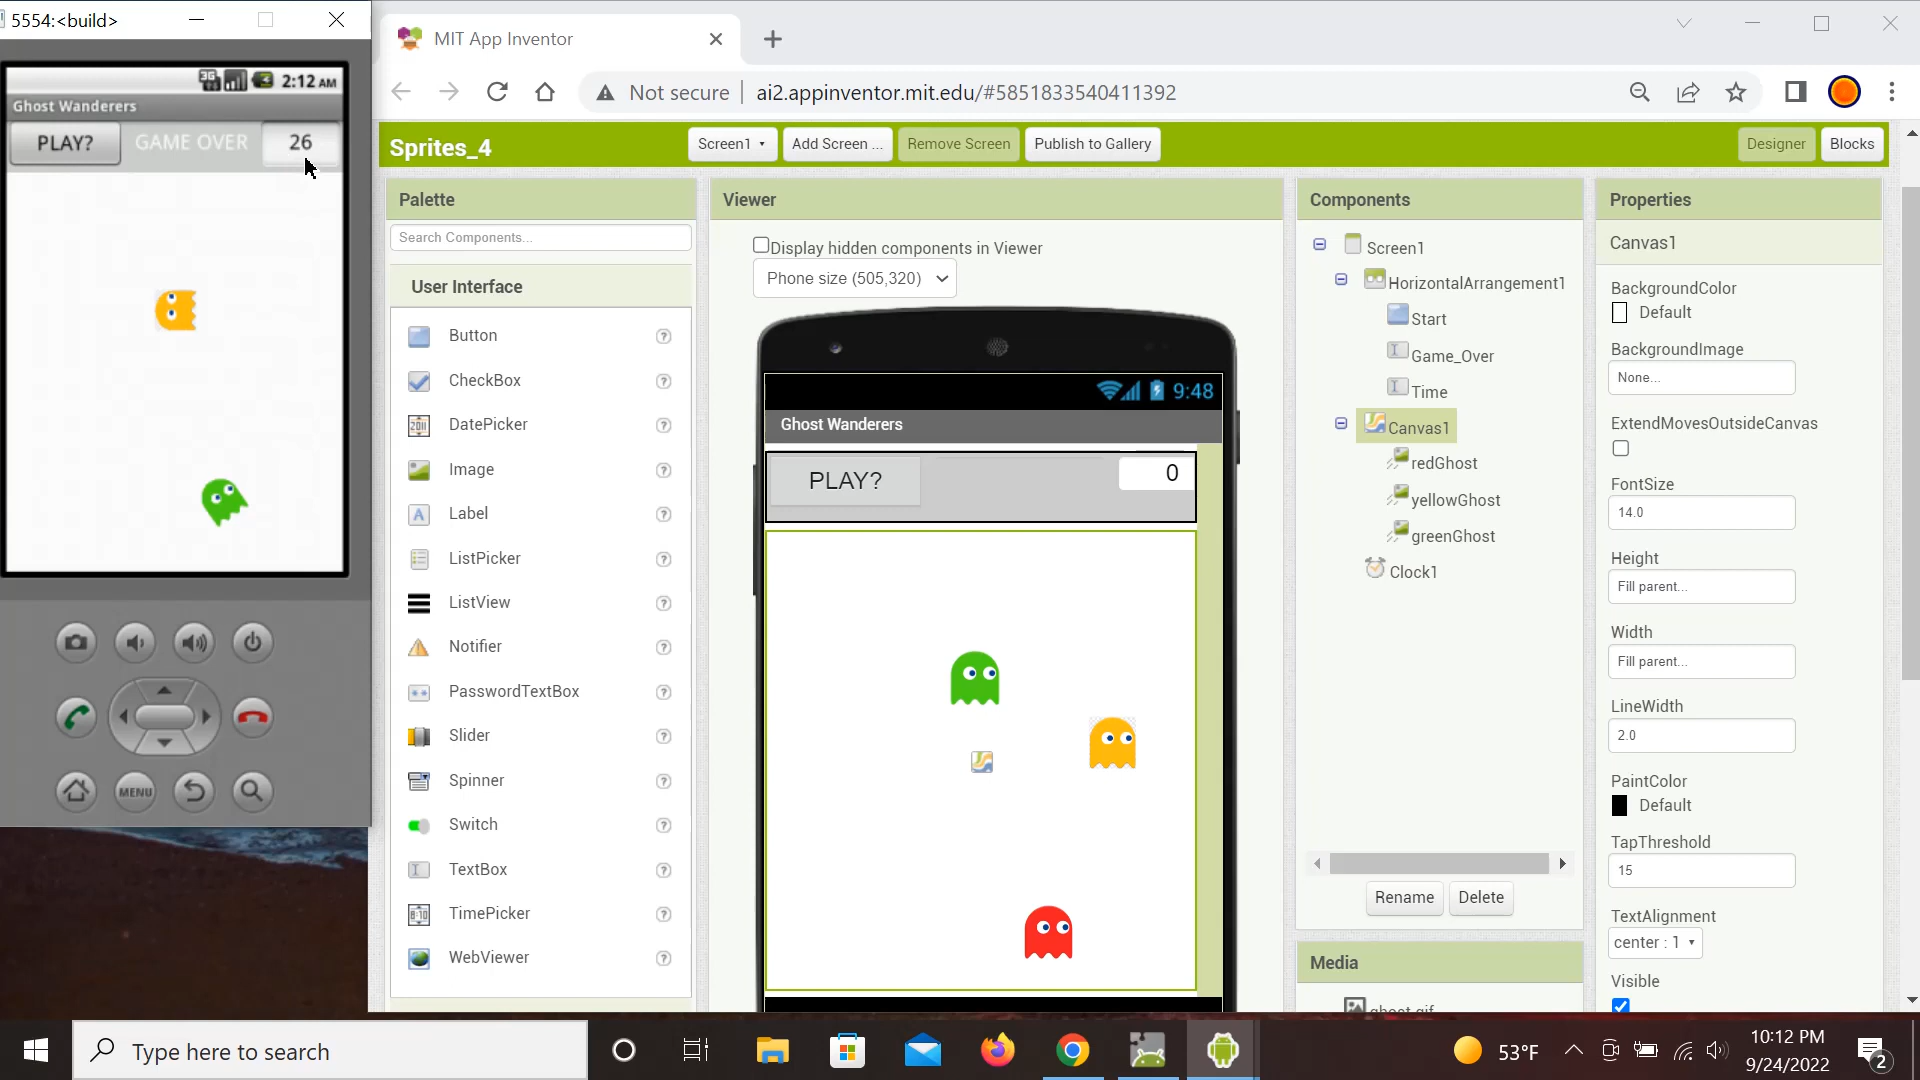 5554:<build>
3G
2:12 AM
Ghost Wanderers
PLAY?
GAME OVER
26
MENU
MIT App Inventor
Not secure
ai2.appinventor.mit.edu/#5851833540411392
Sprites_4
Screen1
Add Screen ...
Remove Screen
Publish to Gallery
Designer
Blocks
Palette
Search Components...
User Interface
Button
CheckBox
DatePicker
Image
Label
ListPicker
ListView
Notifier
PasswordTextBox
Slider
Spinner
Switch
TextBox
TimePicker
WebViewer
Viewer
Display hidden components in Viewer
Phone size (505,320)
9:48
Ghost Wanderers
PLAY?
0
Components
Screen1
HorizontalArrangement1
Start
Game_Over
Time
Canvas1
redGhost
yellowGhost
greenGhost
Clock1
Rename
Delete
Media
ghost.gif
Properties
Canvas1
BackgroundColor
Default
BackgroundImage
None...
ExtendMovesOutsideCanvas
FontSize
14.0
Height
Fill parent...
Width
Fill parent...
LineWidth
2.0
PaintColor
Default
TapThreshold
15
TextAlignment
center : 1
Visible
Type here to search
53°F
10:12 PM
9/24/2022
2